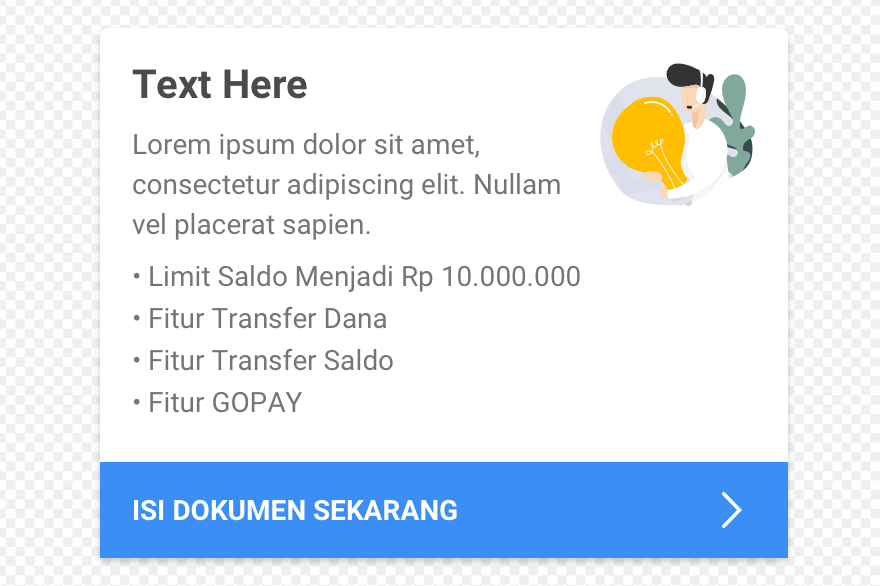 Text Here
Lorem ipsum dolor sit amet,
consectetur adipiscing elit. Nullam
vel placerat sapien.
• Limit Saldo Menjadi Rp 10.000.000
• Fitur Transfer Dana
• Fitur Transfer Saldo
• Fitur GOPAY
ISI DOKUMEN SEKARANG